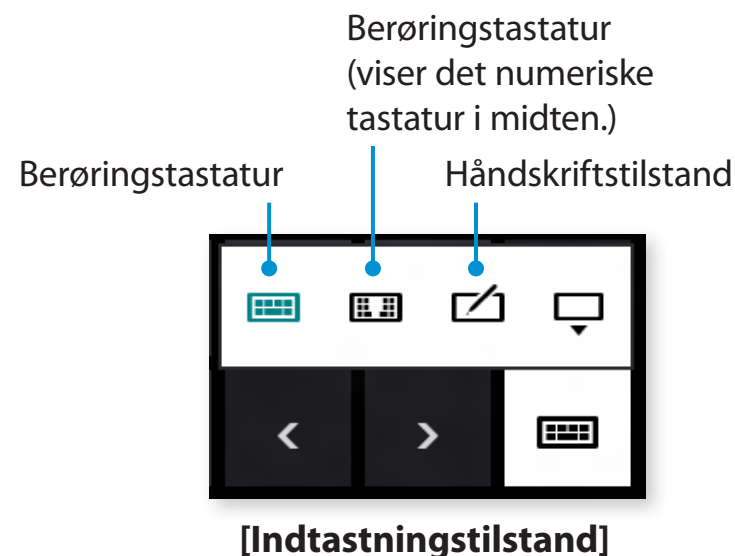 Berøringstastatur
(viser det numeriske
tastatur i midten.)
Berøringstastatur
Håndskriftstilstand
[Indtastningstilstand]